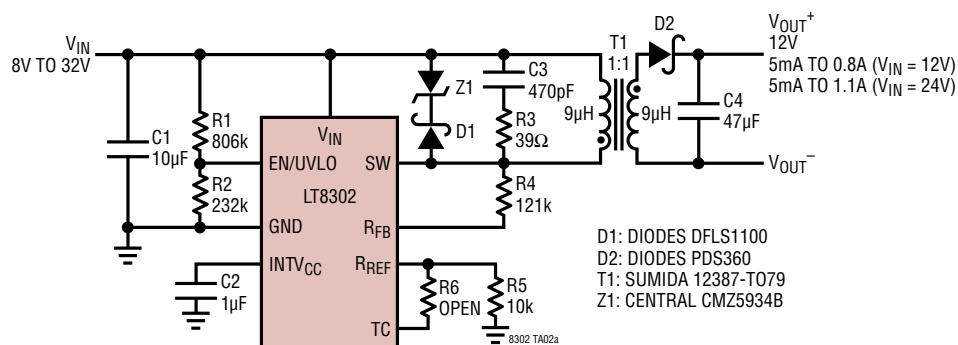 VIN
8V TO 32V
C1
10µF
R1
806k
R2
232k
C2
1µF
VIN
EN/UVLO
SW
LT8302
GND
RFB
INTVCC
RREF
TC
Z1
D1
C3
470pF
R3
39Ω
R4
121k
R6
OPEN
R5
10k
8302 TA02a
T1
1:1
9µH
9µH
D2
C4
47µF
VOUT+
12V
5mA TO 0.8A (VIN = 12V)
5mA TO 1.1A (VIN = 24V)
VOUT–
D1: DIODES DFLS1100
D2: DIODES PDS360
T1: SUMIDA 12387-TO79
Z1: CENTRAL CMZ5934B